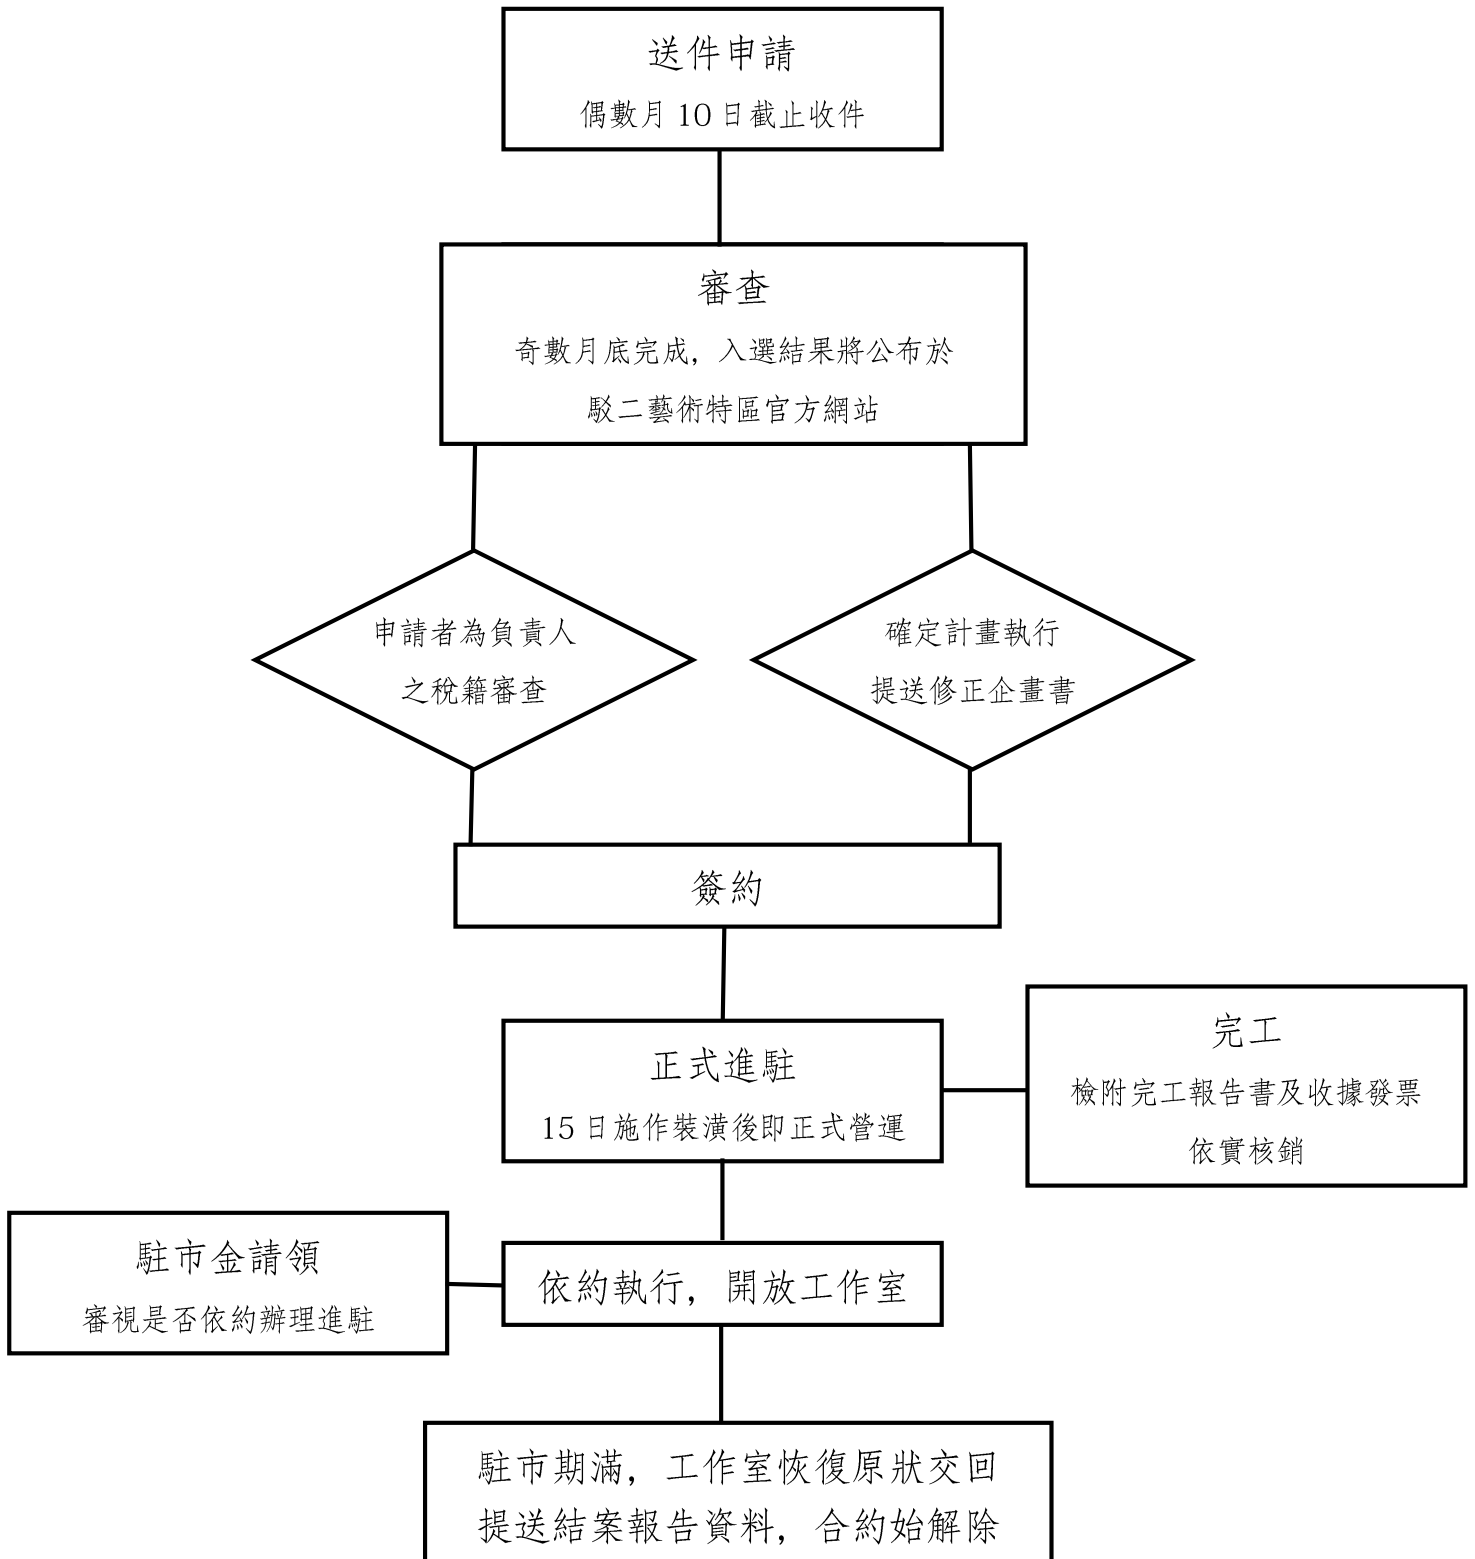 送件申請
偶數月 10 日截止收件
審查
奇數月底完成，入選結果將公布於
駁二藝術特區官方網站
申請者為負責人
之稅籍審查
確定計畫執行
提送修正企畫書
簽約
正式進駐
15 日施作裝潢後即正式營運
完工
檢附完工報告書及收據發票
依實核銷
駐市金請領
審視是否依約辦理進駐
依約執行，開放工作室
駐市期滿，工作室恢復原狀交回
提送結案報告資料，合約始解除